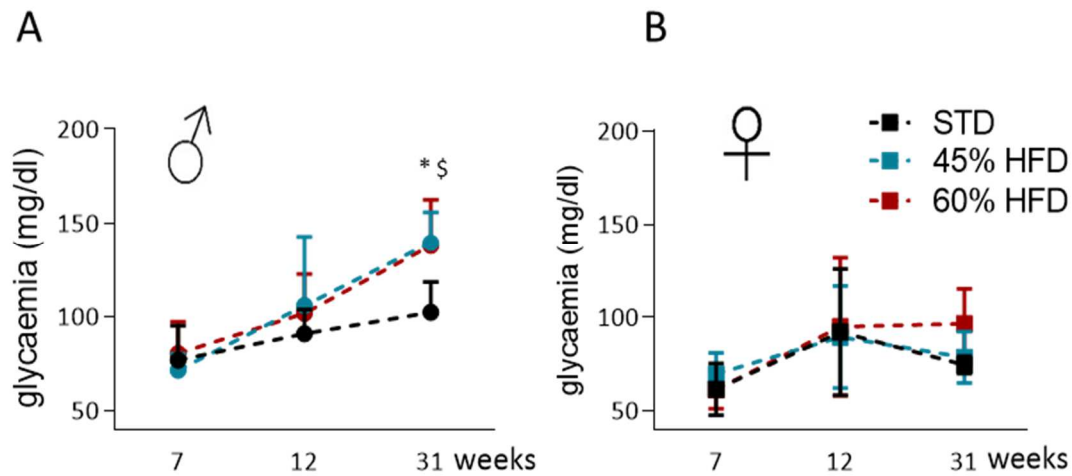 A
glycaemia (mg/dl)
200
150
100
50
* $
7 12 31 weeks
B
glycaemia (mg/dl)
200
150
100
50
STD
45% HFD
60% HFD
7 12 31 weeks